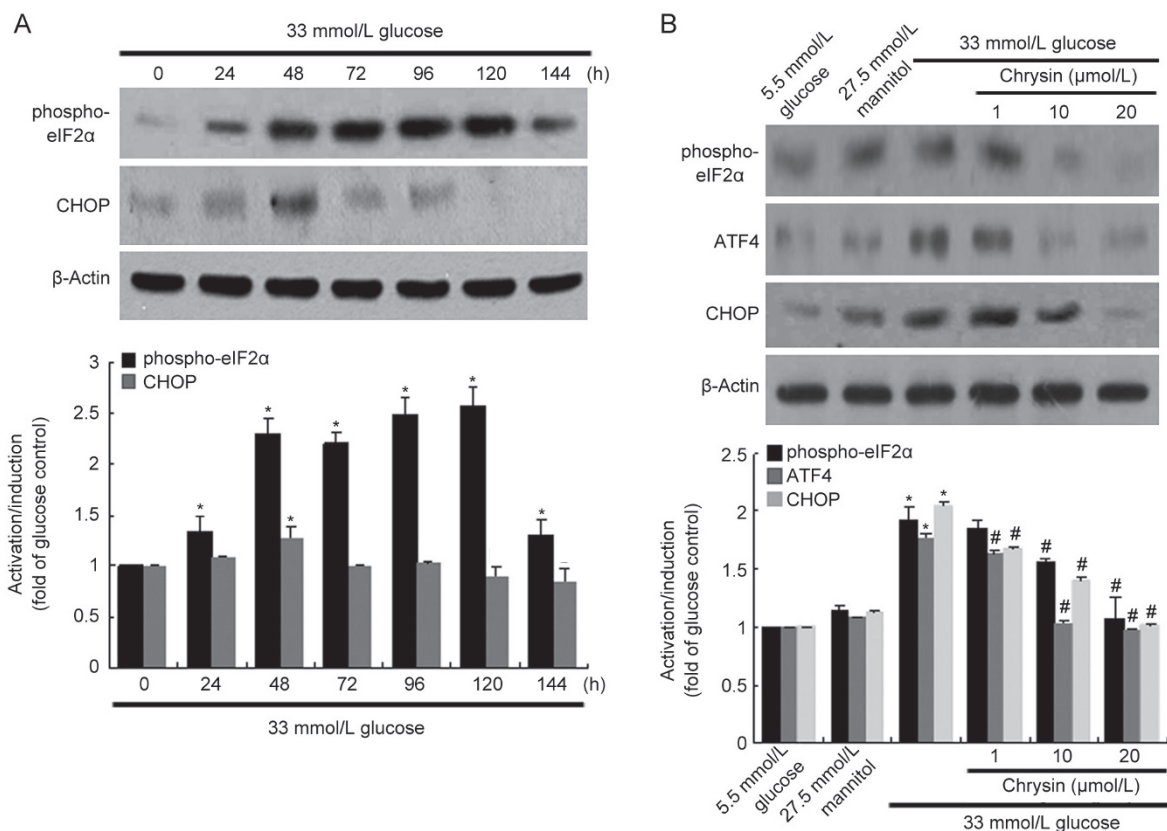 A
33 mmol/L glucose
0 24 48 72 96 120 144 (h)
phospho-
eIF2α
CHOP
β-Actin
3
2.5
2
1.5
1
0.5
0
Activation/induction
(fold of glucose control)
phospho-eIF2α
CHOP
* * * * * * *
0 24 48 72 96 120 144 (h)
33 mmol/L glucose
B
5.5 mmol/L
glucose
27.5 mmol/L
mannitol
33 mmol/L glucose
Chrysin (μmol/L)
1 10 20
phospho-
eIF2α
ATF4
CHOP
β-Actin
2.5
2
1.5
1
0.5
0
Activation/induction
(fold of glucose control)
phospho-eIF2α
ATF4
CHOP
* * * # # # # # # # #
5.5 mmol/L
glucose
27.5 mmol/L
mannitol
1 10 20
Chrysin (μmol/L)
33 mmol/L glucose